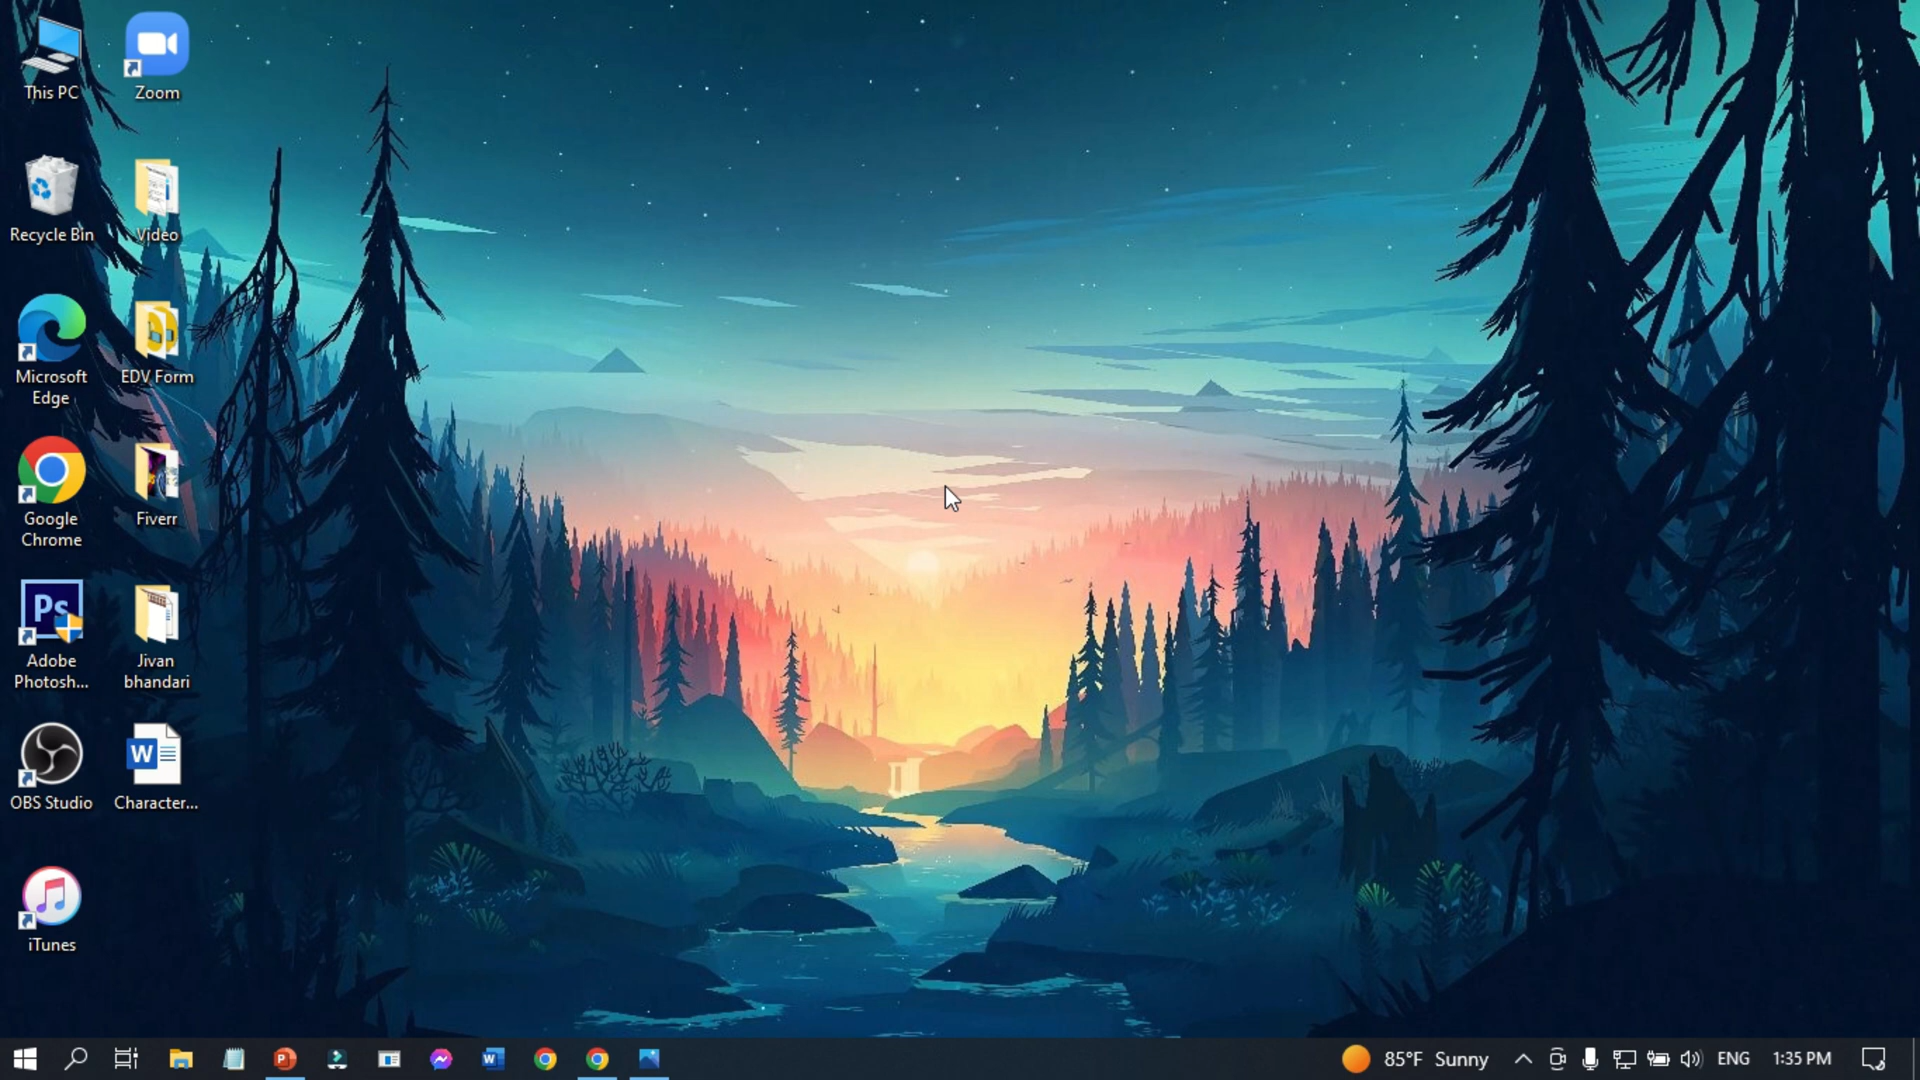 This PC
Zoom
Recycle Bin
Video
Microsoft
Edge
EDV Form
Google
Chrome
Fiverr
Ps
Adobe
Photosh...
Jivan
bhandari
OBS Studio
W
Character...
iTunes
P
W
85°F Sunny
ENG
1:35 PM